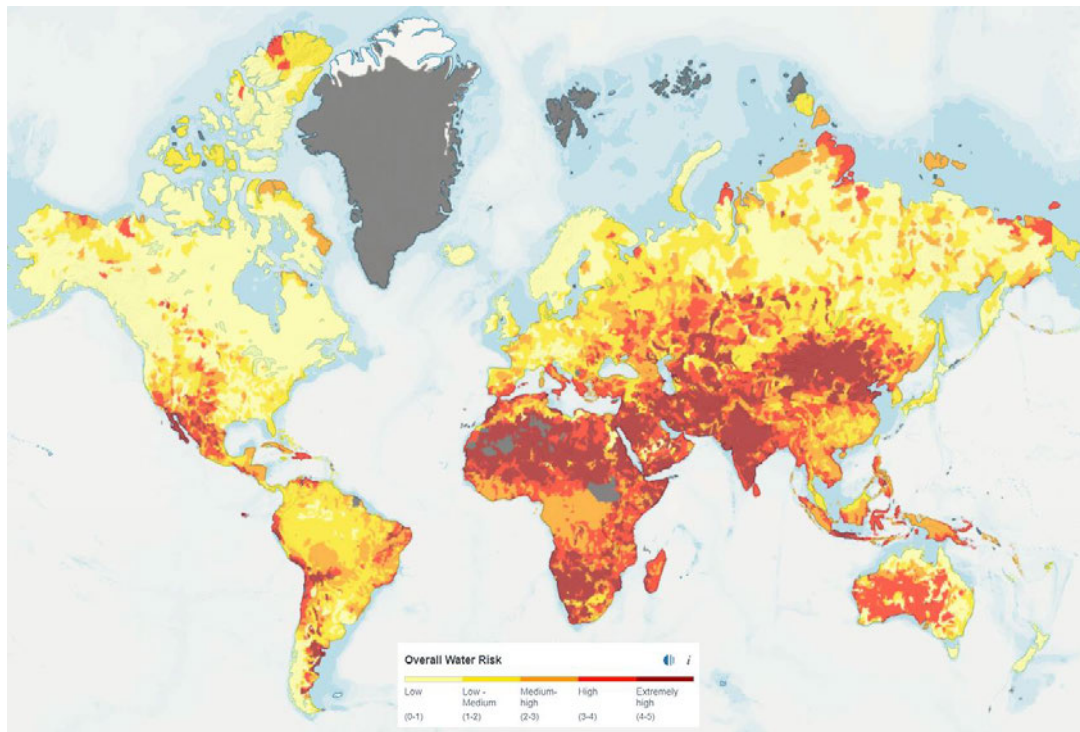 Overall Water Risk i
Low Low - Medium-  High Extremely
Medium high high
(0-1) (1-2) (2-3) (3-4) (4-5)